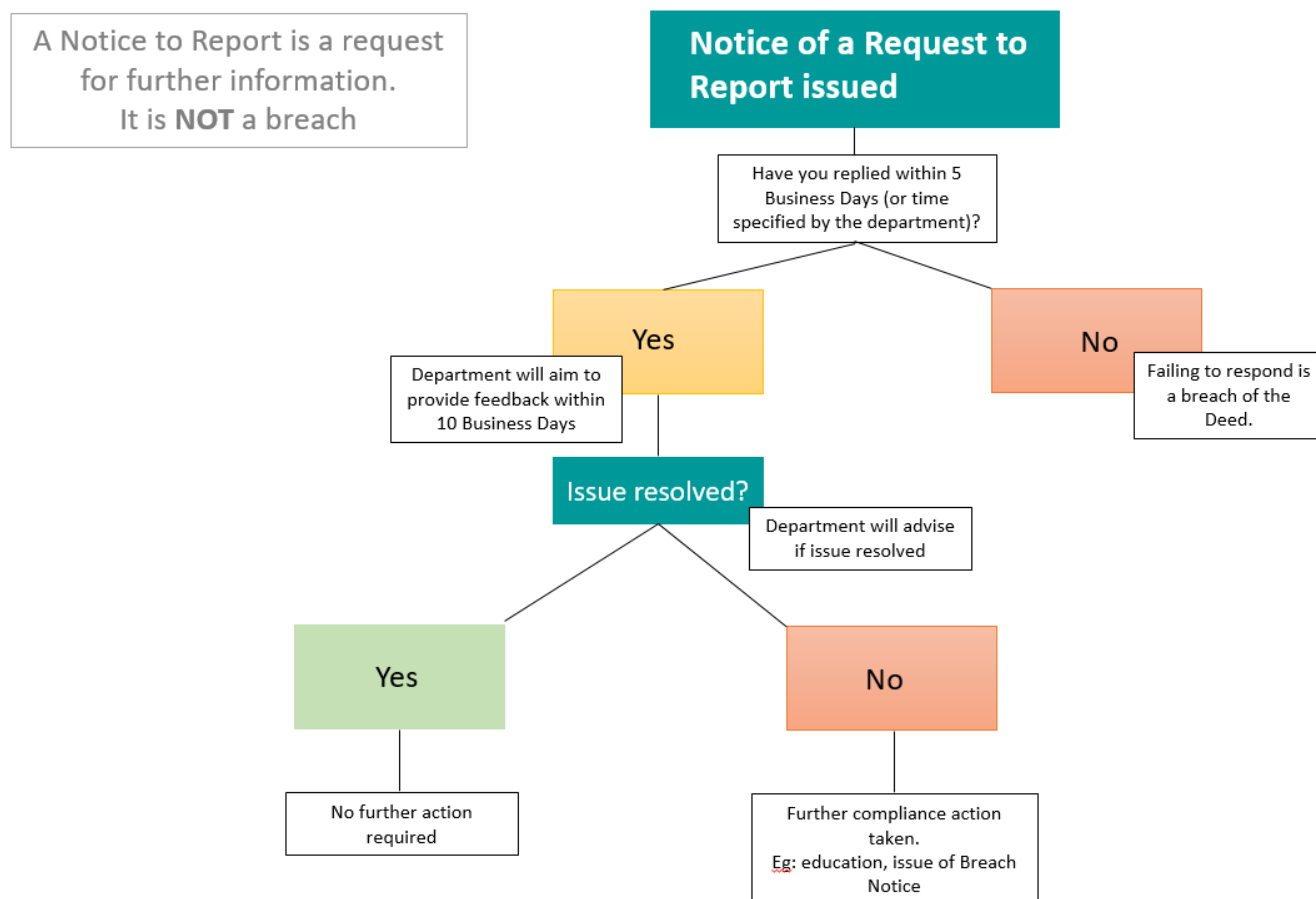 A Notice to Report is a request
for further information.
It is NOT a breach
Notice of a Request to
Report issued
Have you replied within 5
Business Days (or time
specified by the department)?
Yes
No
Department will aim to
provide feedback within
10 Business Days
Failing to respond is
a breach of the
Deed.
Issue resolved?
Department will advise
if issue resolved
Yes
No
No further action
required
Further compliance action
taken.
Eg: education, issue of Breach
Notice